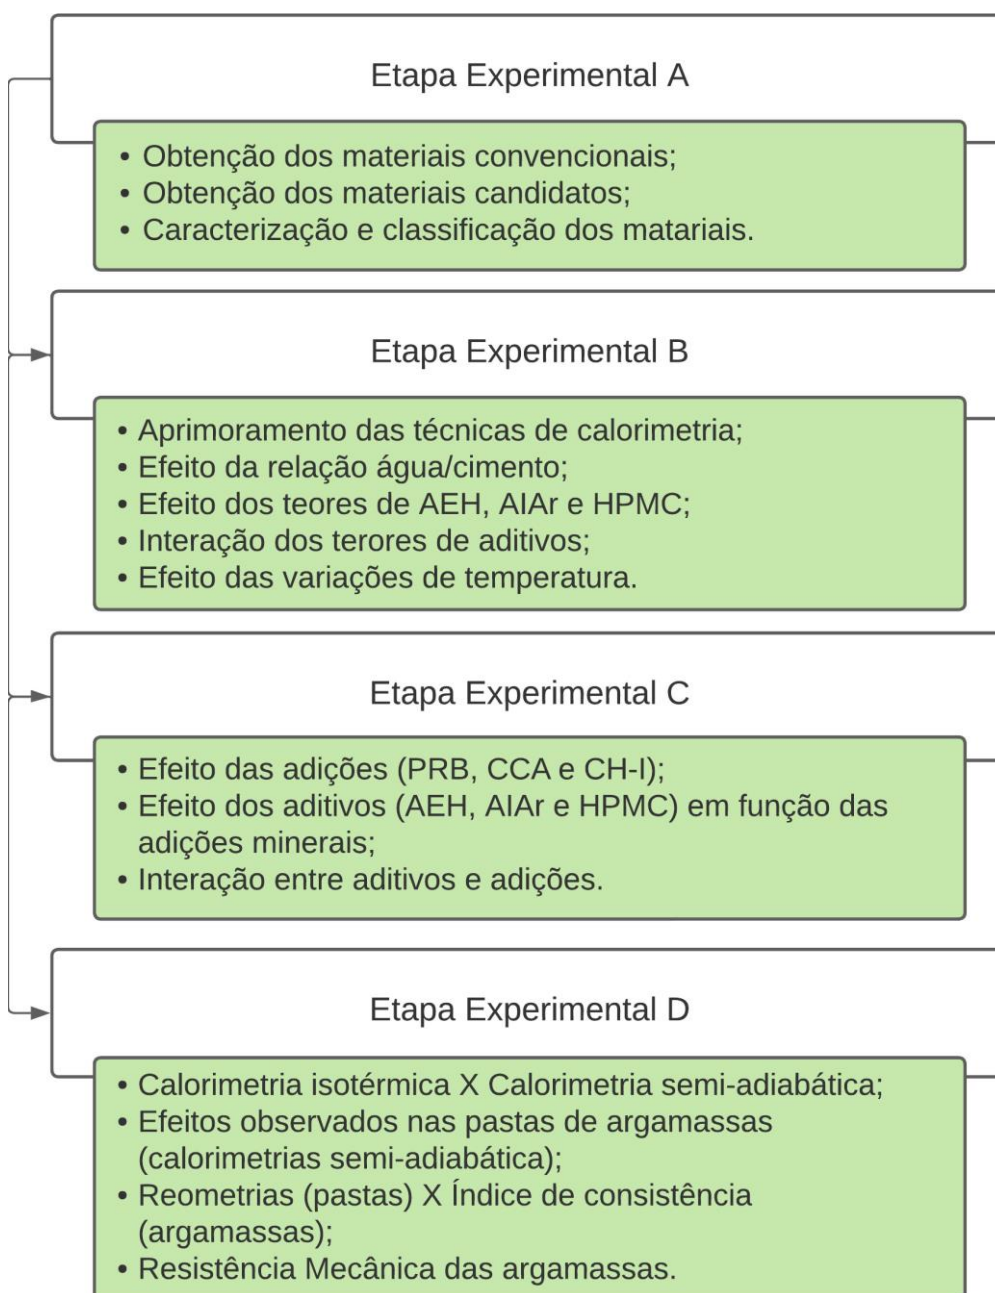 Etapa Experimental A
• Obtenção dos materiais convencionais;
• Obtenção dos materiais candidatos;
• Caracterização e classificação dos matariais.
Etapa Experimental B
• Aprimoramento das técnicas de calorimetria;
• Efeito da relação água/cimento;
• Efeito dos teores de AEH, AIAr e HPMC;
• Interação dos terores de aditivos;
• Efeito das variações de temperatura.
Etapa Experimental C
• Efeito das adições (PRB, CCA e CH-I);
• Efeito dos aditivos (AEH, AIAr e HPMC) em função das
adições minerais;
• Interação entre aditivos e adições.
Etapa Experimental D
• Calorimetria isotérmica X Calorimetria semi-adiabática;
• Efeitos observados nas pastas de argamassas
(calorimetrias semi-adiabática);
• Reometrias (pastas) X Índice de consistência
(argamassas);
• Resistência Mecânica das argamassas.